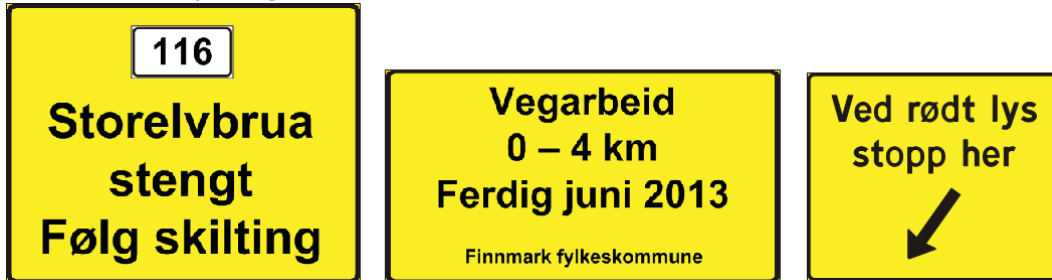 116
Storelvbrua
stengt
Følg skilting
Vegarbeid
0 – 4 km
Ferdig juni 2013
Finnmark fylkeskommune
Ved rødt lys
stopp her